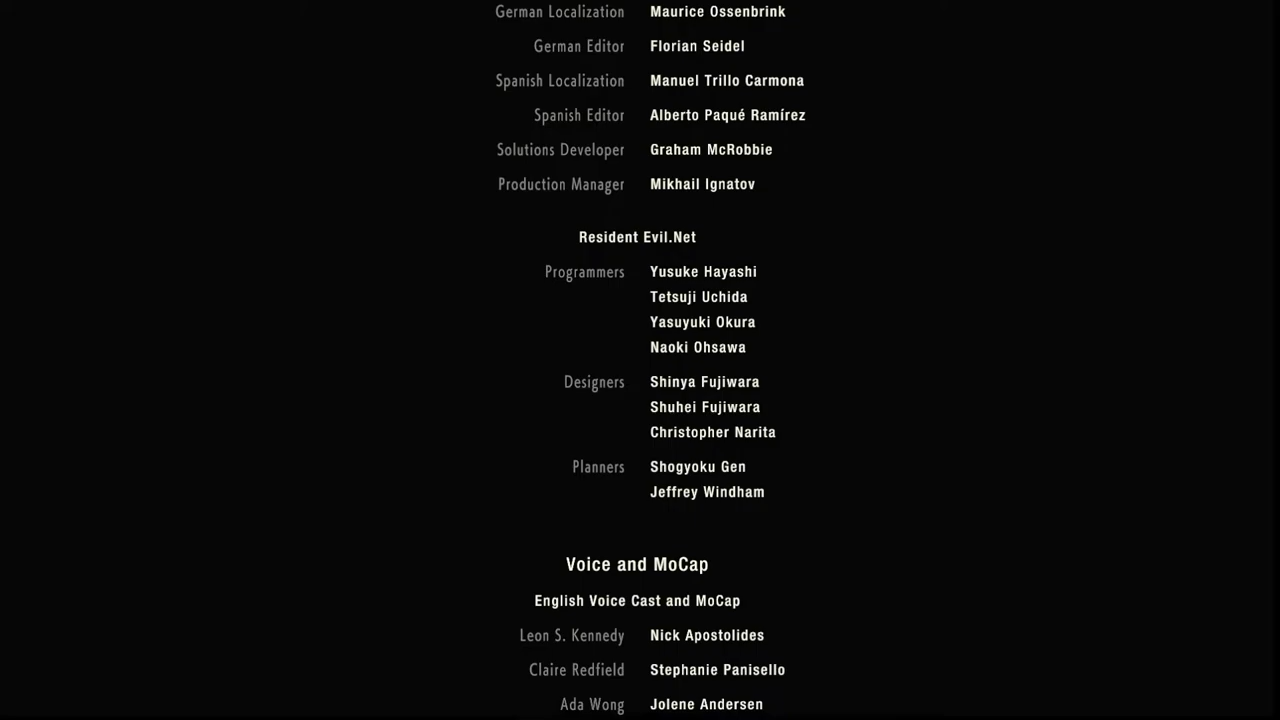 German Localization Maurice Ossenbrink
German Editor Florian Seidel
Spanish Localization Manuel Trillo Carmona
Spanish Editor Alberto Paqué Ramírez
Solutions Developer Graham McRobbie
Production Manager Mikhail Ignatov
Resident Evil.Net
Programmers Yusuke Hayashi
Tetsuji Uchida
Yasuyuki Okura
Naoki Ohsawa
Designers Shinya Fujiwara
Shuhei Fujiwara
Christopher Narita
Planners Shogyoku Gen
Jeffrey Windham
Voice and MoCap
English Voice Cast and MoCap
Leon S. Kennedy Nick Apostolides
Claire Redfield Stephanie Panisello
Ada Wong Jolene Andersen